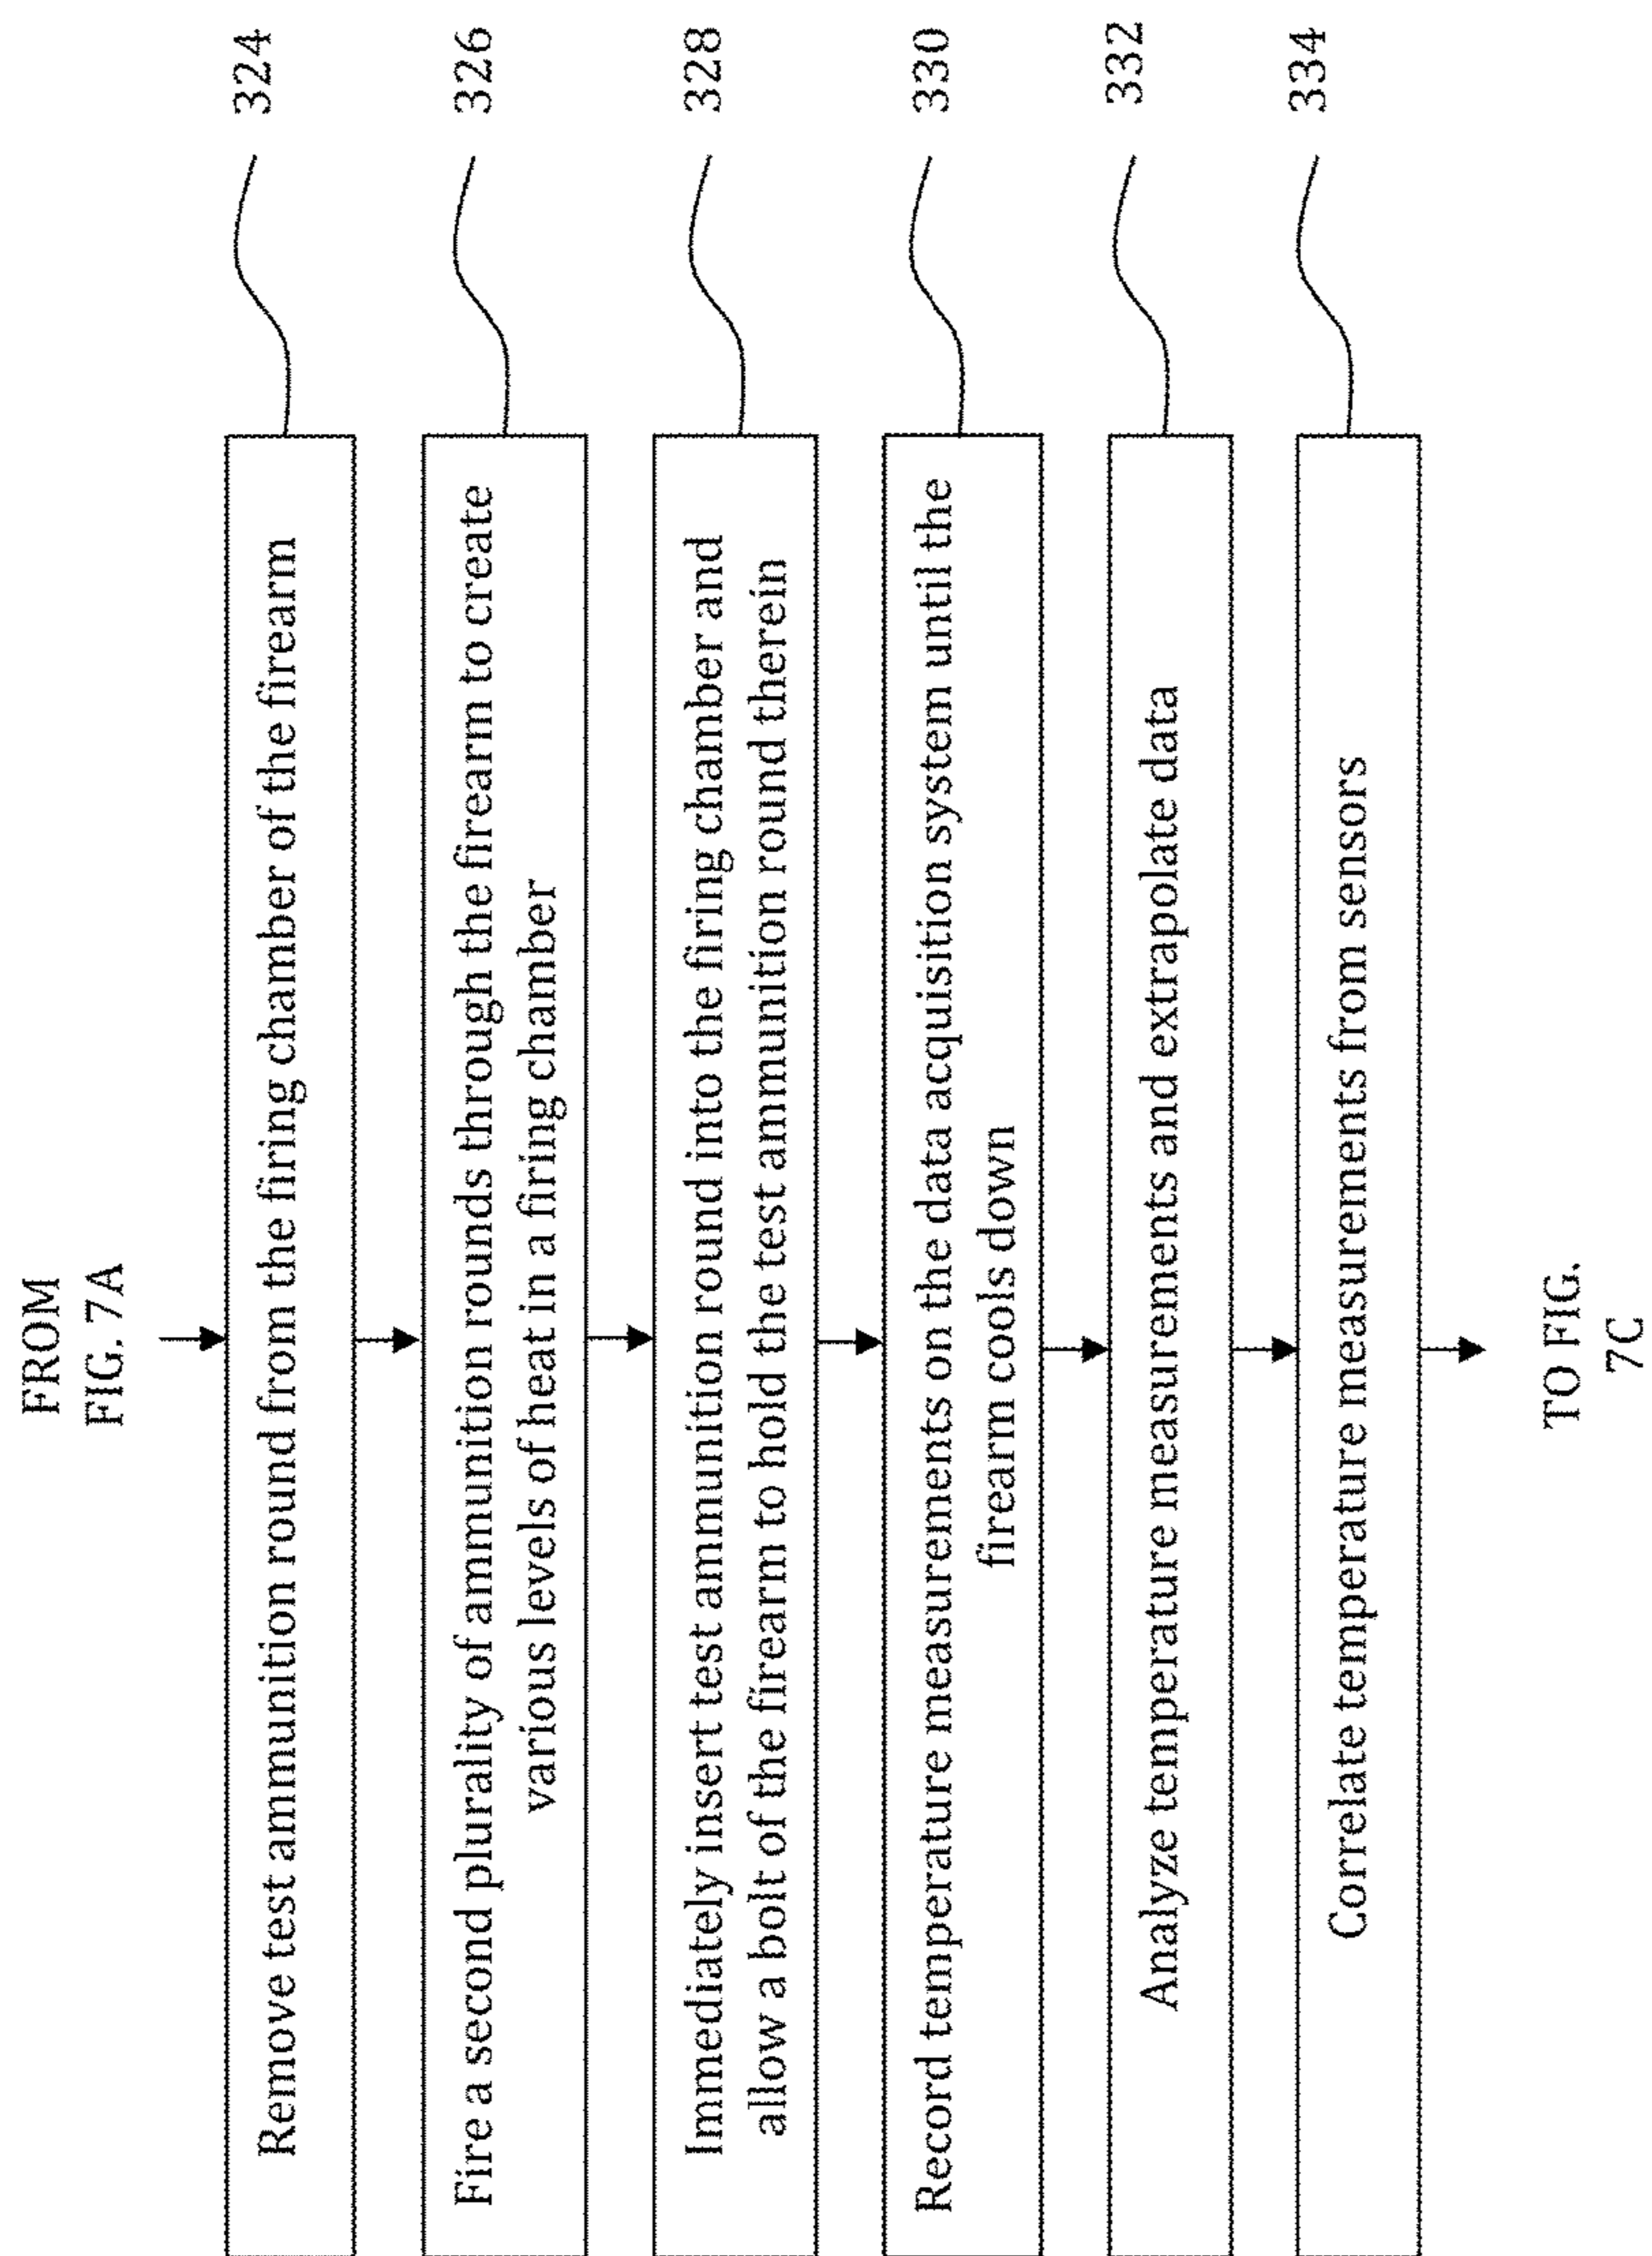 FROM
FIG. 7A
Remove test ammunition round from the firing chamber of the firearm
324
Fire a second plurality of ammunition rounds through the firearm to create
various levels of heat in a firing chamber
326
Immediately insert test ammunition round into the firing chamber and
allow a bolt of the firearm to hold the test ammunition round therein
328
Record temperature measurements on the data acquisition system until the
firearm cools down
330
Analyze temperature measurements and extrapolate data
332
Correlate temperature measurements from sensors
334
TO FIG.
7C